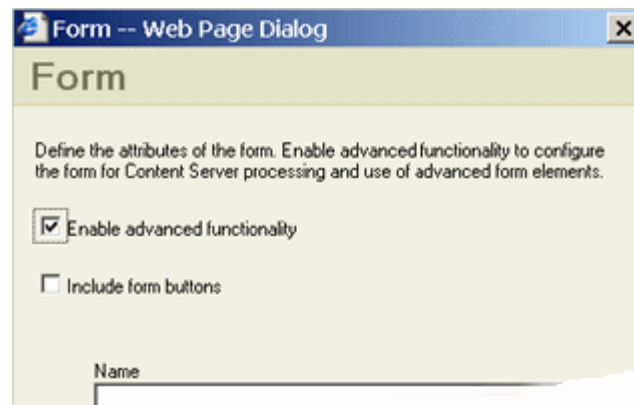 Form -- Web Page Dialog
Form
Define the attributes of the form. Enable advanced functionality to configure
the form for Content Server processing and use of advanced form elements.
Enable advanced functionality
Include form buttons
Name